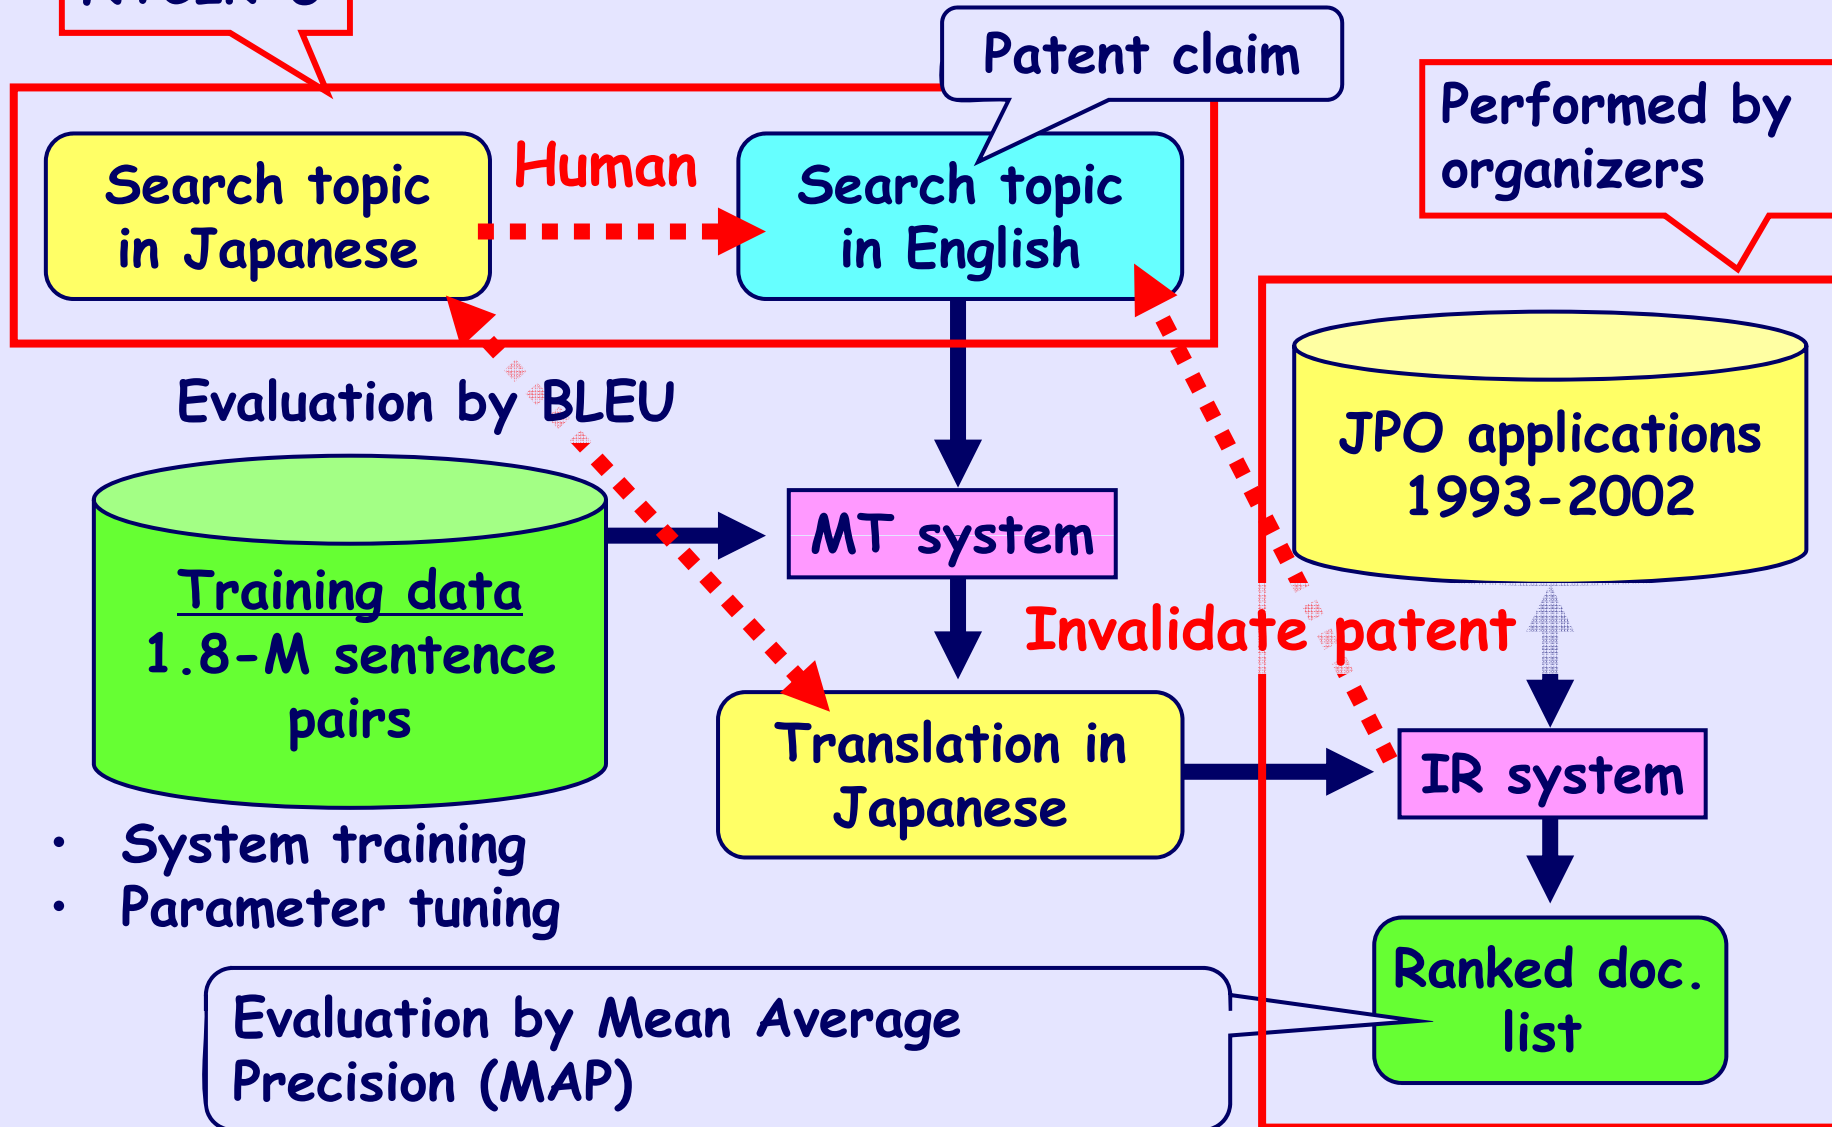 Patent claim
Performed by
organizers
Search topic
in Japanese
Human
Search topic
in English
Evaluation by BLEU
JPO applications
1993-2002
MT system
Training data
1.8-M sentence
pairs
Invalidate patent
Translation in
Japanese
IR system
• System training
• Parameter tuning
Ranked doc.
list
Evaluation by Mean Average
Precision (MAP)